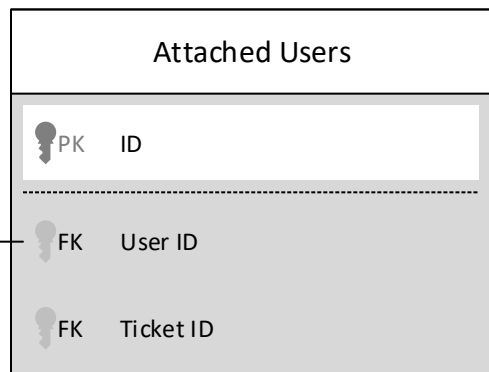 Attached Users
PK ID
FK User ID
FK Ticket ID